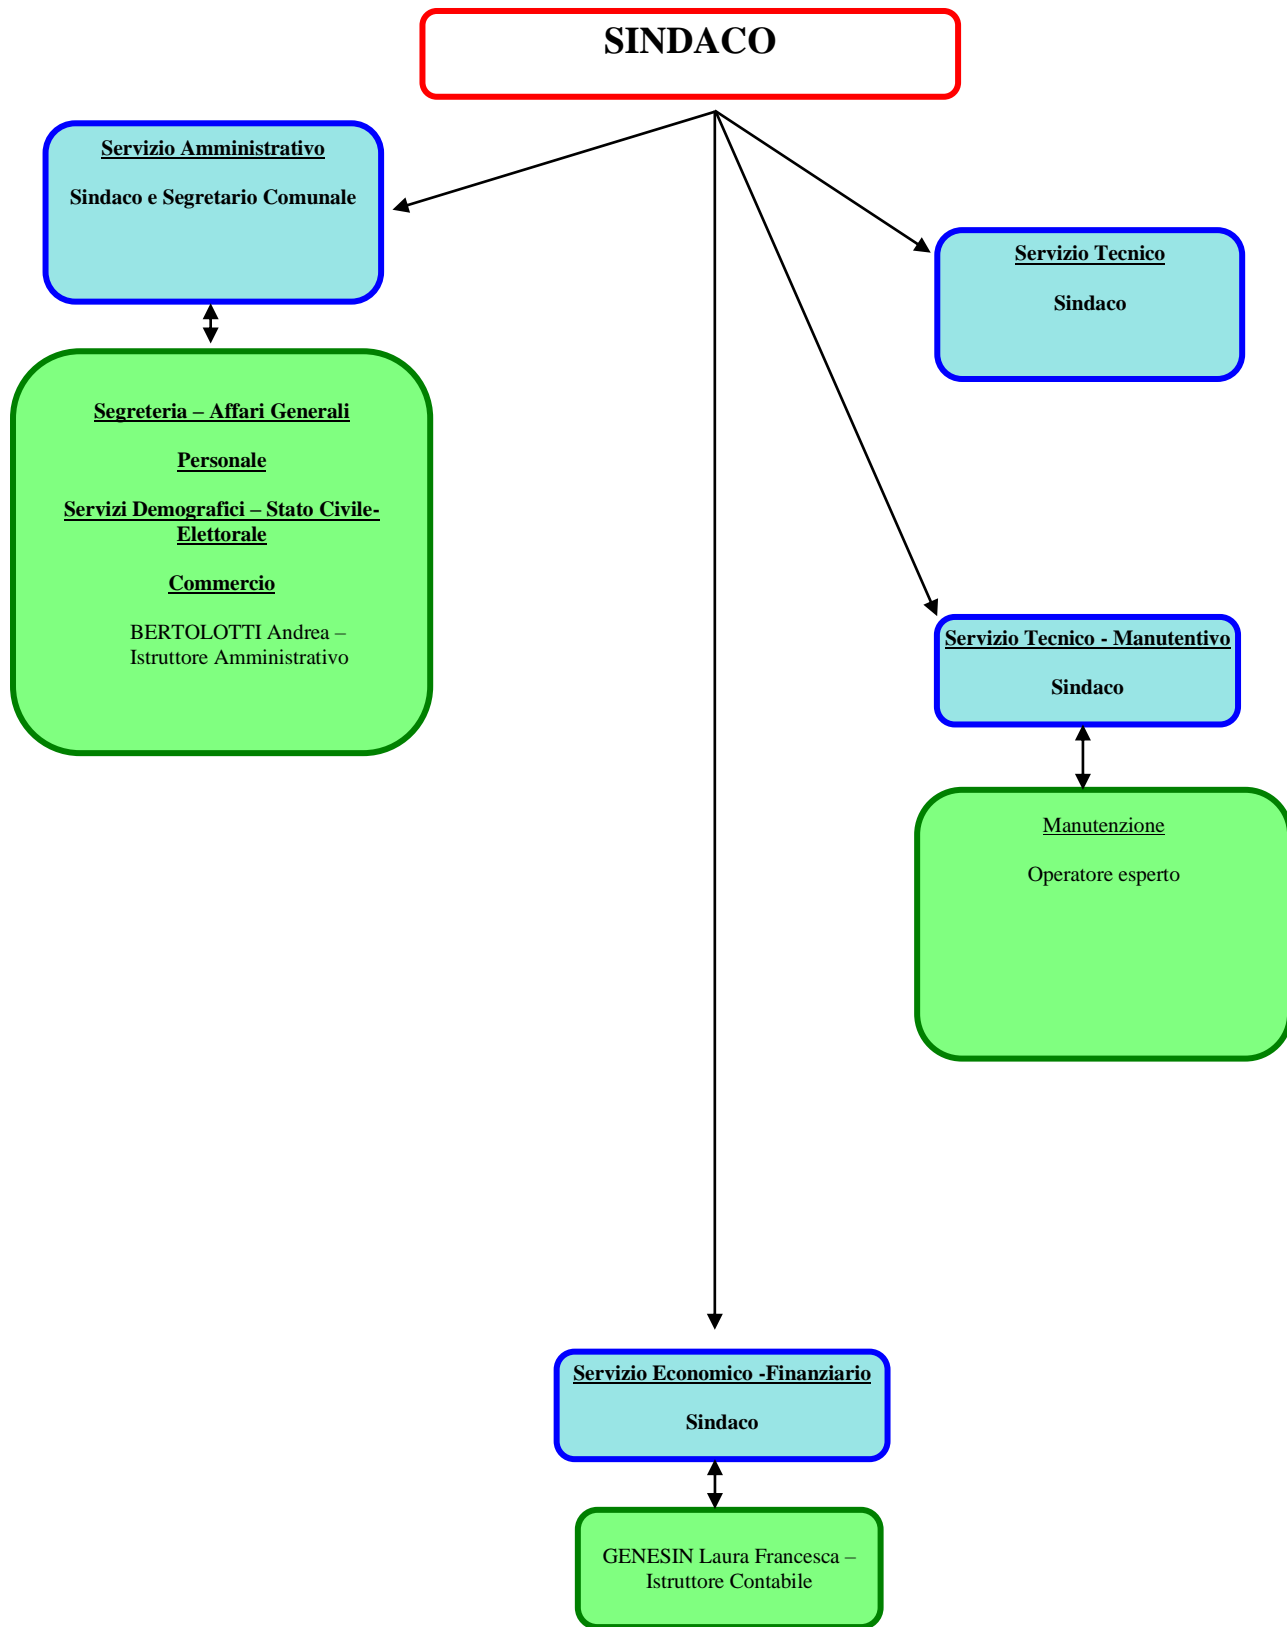 SINDACO
Servizio Amministrativo
Sindaco e Segretario Comunale
Servizio Tecnico
Sindaco
Segreteria – Affari Generali
Personale
Servizi Demografici – Stato Civile-
Elettorale
Commercio
BERTOLOTTI Andrea –
Istruttore Amministrativo
Servizio Tecnico - Manutentivo
Sindaco
Manutenzione
Operatore esperto
Servizio Economico -Finanziario
Sindaco
GENESIN Laura Francesca –
Istruttore Contabile